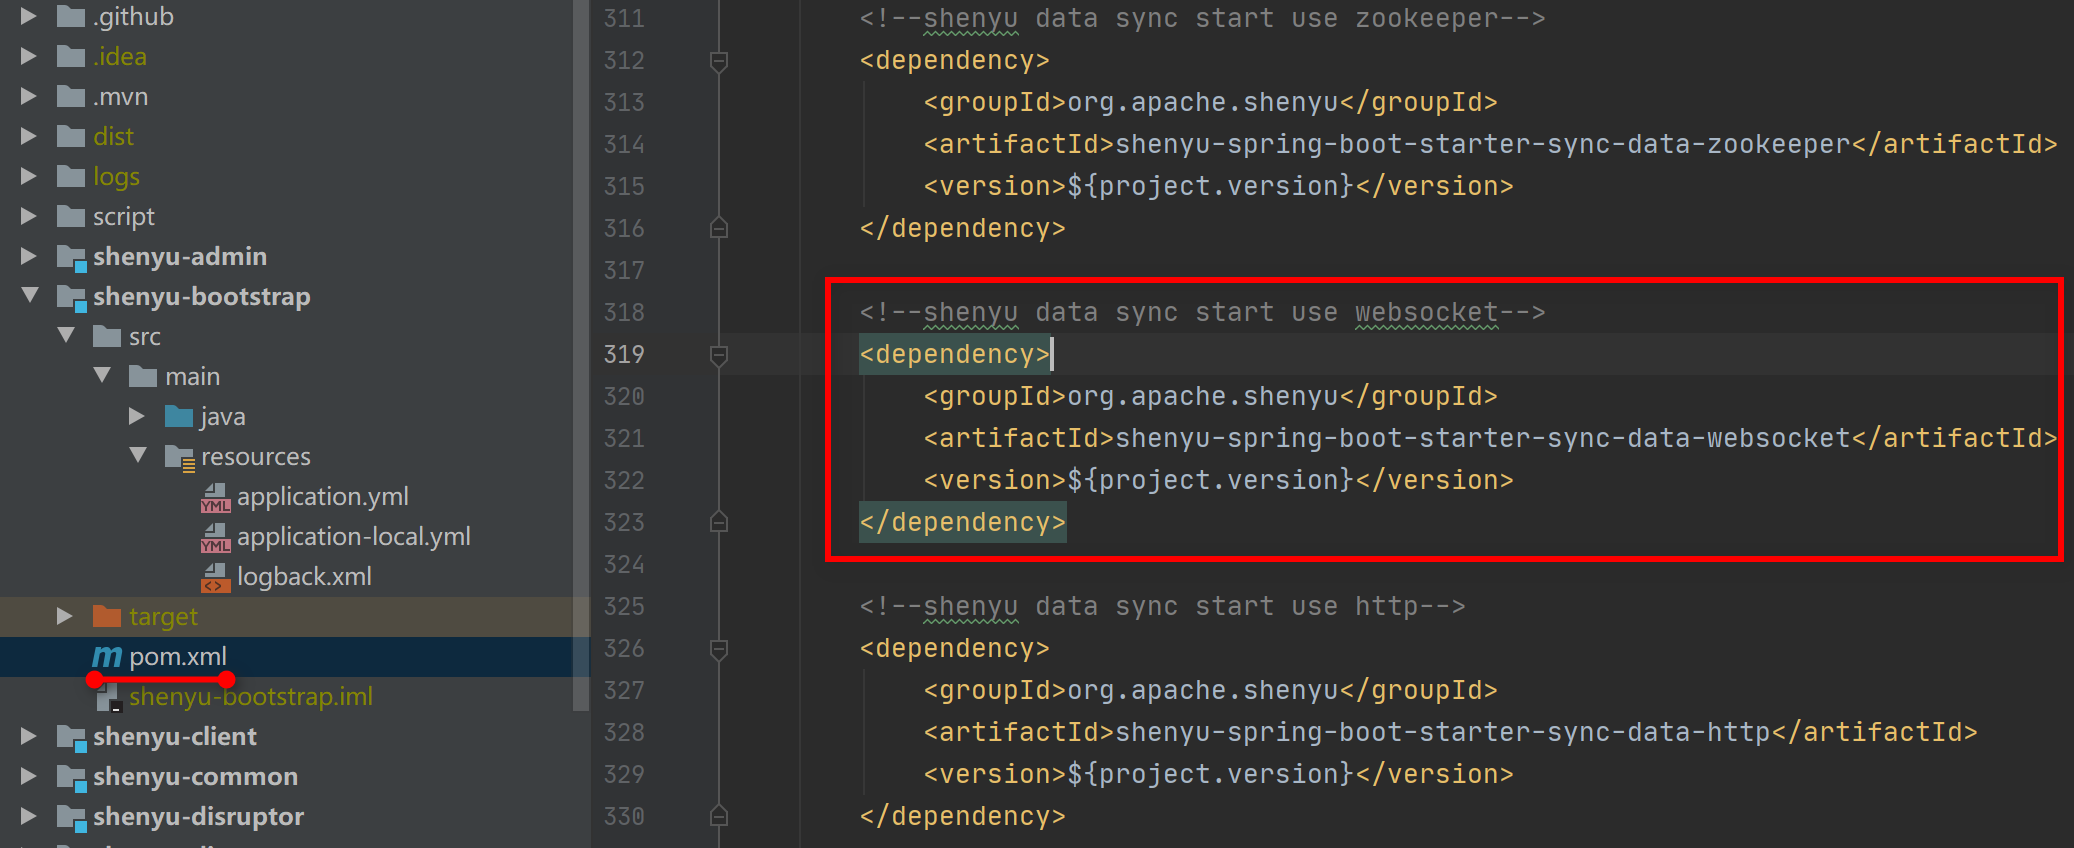 .github
.idea
.mvn
dist
logs
script
shenyu-admin
shenyu-bootstrap
src
main
java
resources
application.yml
application-local.yml
logback.xml
target
pom.xml
shenyu-bootstrap.iml
shenyu-client
shenyu-common
shenyu-disruptor
311 <!--shenyu data sync start use zookeeper-->
312 <dependency>
313 <groupId>org.apache.shenyu</groupId>
314 <artifactId>shenyu-spring-boot-starter-sync-data-zookeeper</artifactId>
315 <version>${project.version}</version>
316 </dependency>
317
318 <!--shenyu data sync start use websocket-->
319 <dependency>
320 <groupId>org.apache.shenyu</groupId>
321 <artifactId>shenyu-spring-boot-starter-sync-data-websocket</artifactId>
322 <version>${project.version}</version>
323 </dependency>
324
325 <!--shenyu data sync start use http-->
326 <dependency>
327 <groupId>org.apache.shenyu</groupId>
328 <artifactId>shenyu-spring-boot-starter-sync-data-http</artifactId>
329 <version>${project.version}</version>
330 </dependency>